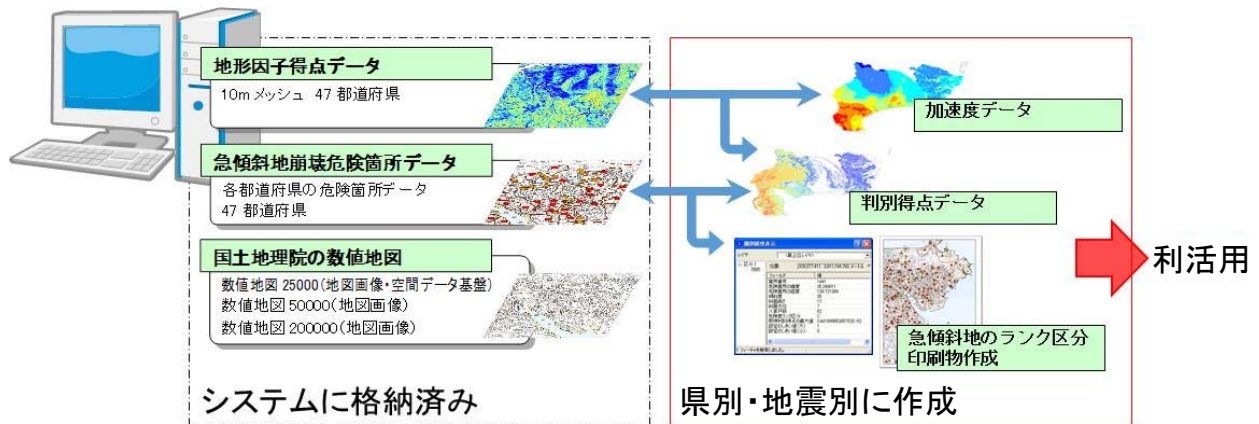 地形因子得点データ
10mメッシュ 47都道府県
急傾斜地崩壊危険箇所データ
各都道府県の危険箇所データ
47都道府県
国土地理院の数値地図
数値地図 25000(地図画像・空間データ基盤)
数値地図 50000(地図画像)
数値地図 200000(地図画像)
システムに格納済み
加速度データ
判別得点データ
急傾斜地のランク区分
印刷物作成
県別・地震別に作成
利活用